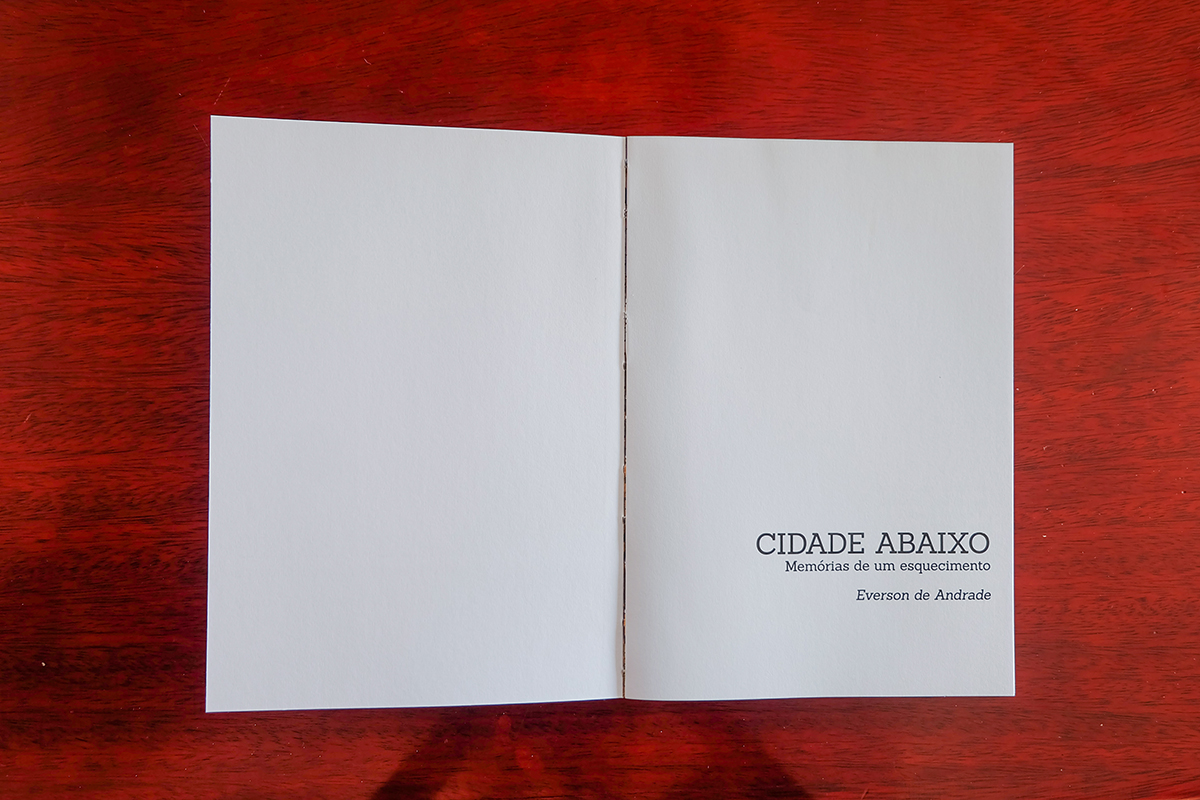 CIDADE ABAIXO
Memórias de um esquecimento
Everson de Andrade